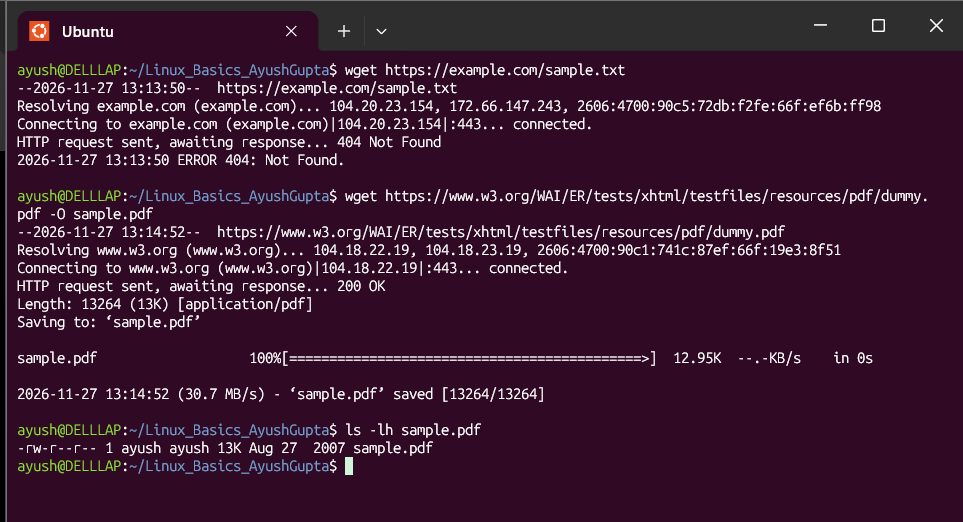 Ubuntu
ayush@DELLLAP:~/Linux_Basics_AyushGupta$ wget https://example.com/sample.txt
--2026-11-27 13:13:50--  https://example.com/sample.txt
Resolving example.com (example.com)... 104.20.23.154, 172.66.147.243, 2606:4700:90c5:72db:f2fe:66f:ef6b:ff98
Connecting to example.com (example.com)|104.20.23.154|:443... connected.
HTTP request sent, awaiting response... 404 Not Found
2026-11-27 13:13:50 ERROR 404: Not Found.
ayush@DELLLAP:~/Linux_Basics_AyushGupta$ wget https://www.w3.org/WAI/ER/tests/xhtml/testfiles/resources/pdf/dummy.
pdf -O sample.pdf
--2026-11-27 13:14:52--  https://www.w3.org/WAI/ER/tests/xhtml/testfiles/resources/pdf/dummy.pdf
Resolving www.w3.org (www.w3.org)... 104.18.22.19, 104.18.23.19, 2606:4700:90c1:741c:87ef:66f:19e3:8f51
Connecting to www.w3.org (www.w3.org)|104.18.22.19|:443... connected.
HTTP request sent, awaiting response... 200 OK
Length: 13264 (13K) [application/pdf]
Saving to: ‘sample.pdf’
sample.pdf                   100%[============================================>]  12.95K  --.-KB/s    in 0s
2026-11-27 13:14:52 (30.7 MB/s) - ‘sample.pdf’ saved [13264/13264]
ayush@DELLLAP:~/Linux_Basics_AyushGupta$ ls -lh sample.pdf
-rw-r--r-- 1 ayush ayush 13K Aug 27  2007 sample.pdf
ayush@DELLLAP:~/Linux_Basics_AyushGupta$